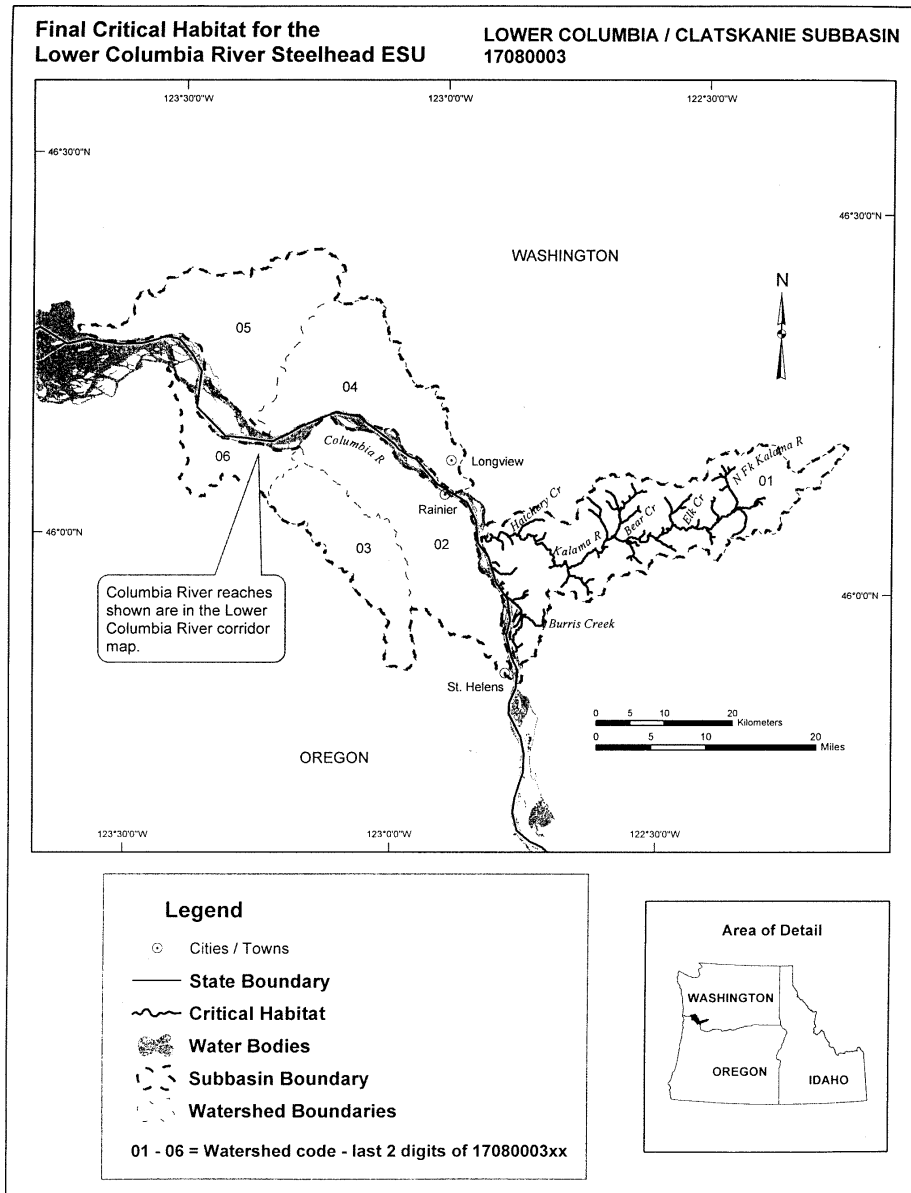 Final Critical Habitat for the
Lower Columbia River Steelhead ESU
LOWER COLUMBIA / CLATSKANIE SUBBASIN
17080003
123°30'0"W
123°0'0"W
122°30'0"W
46°30'0"N
46°30'0"N
WASHINGTON
N
05
04
06
Columbia R
Longview
Rainier
N Fk Kalama R
01
Hatchery Cr
Kalama R
Bear Cr
Elk Cr
46°0'0"N
03
02
46°0'0"N
Columbia River reaches
shown are in the Lower
Columbia River corridor
map.
Burris Creek
St. Helens
0 5 10 20
Kilometers
0 5 10 20
Miles
OREGON
123°30'0"W
123°0'0"W
122°30'0"W
Legend
Cities / Towns
State Boundary
Critical Habitat
Water Bodies
Subbasin Boundary
Watershed Boundaries
01 - 06 = Watershed code - last 2 digits of 17080003xx
Area of Detail
WASHINGTON
OREGON
IDAHO